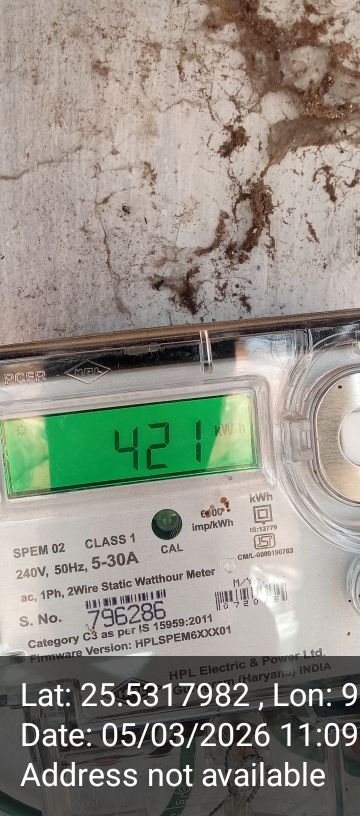 HPL
421 kWh
kWh
imp/kWh
IS:13779
SPEM 02 CLASS 1
CAL
CM/L-0009190783
240V, 50Hz, 5-30A
ac, 1Ph, 2Wire Static Watthour Meter
M/Y:
S. No. 796286
Category C3 as per IS 15959:2011
Firmware Version: HPLSPEM6XXX01
HPL Electric & Power Ltd.
(Haryana) INDIA
Lat: 25.5317982 , Lon: 9
Date: 05/03/2026 11:09
Address not available